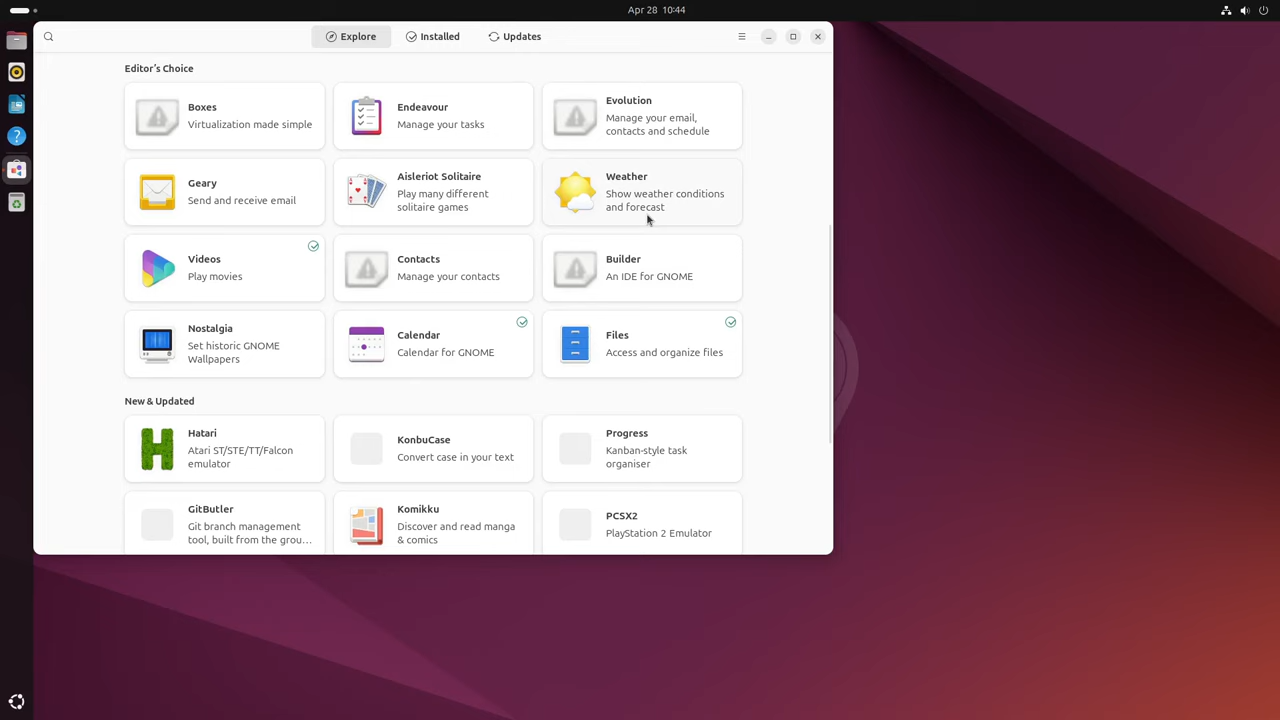 Apr 28 10:44
Explore
Installed
Updates
Editor's Choice
Boxes
Virtualization made simple
Endeavour
Manage your tasks
Evolution
Manage your email,
contacts and schedule
Geary
Send and receive email
Aisleriot Solitaire
Play many different
solitaire games
Weather
Show weather conditions
and forecast
Videos
Play movies
Contacts
Manage your contacts
Builder
An IDE for GNOME
Nostalgia
Set historic GNOME
Wallpapers
Calendar
Calendar for GNOME
Files
Access and organize files
New & Updated
Hatari
Atari ST/STE/TT/Falcon
emulator
KonbuCase
Convert case in your text
Progress
Kanban-style task
organiser
GitButler
Git branch management
tool, built from the grou…
Komikku
Discover and read manga
& comics
PCSX2
PlayStation 2 Emulator